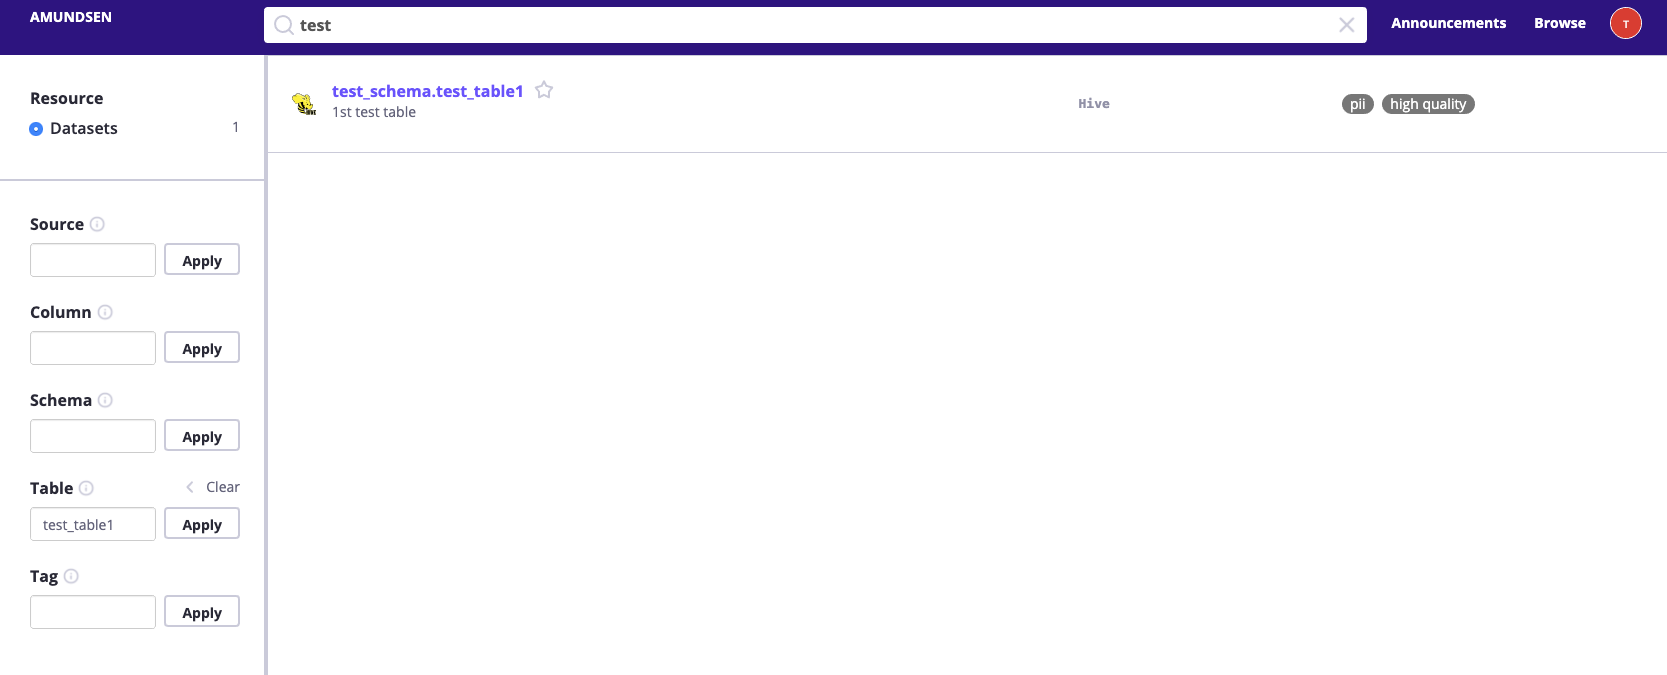 AMUNDSEN
test
Announcements
Browse
T
Resource
Datasets
1
Source
Apply
Column
Apply
Schema
Apply
Table
Clear
test_table1
Apply
Tag
Apply
test_schema.test_table1
1st test table
Hive
pii
high quality